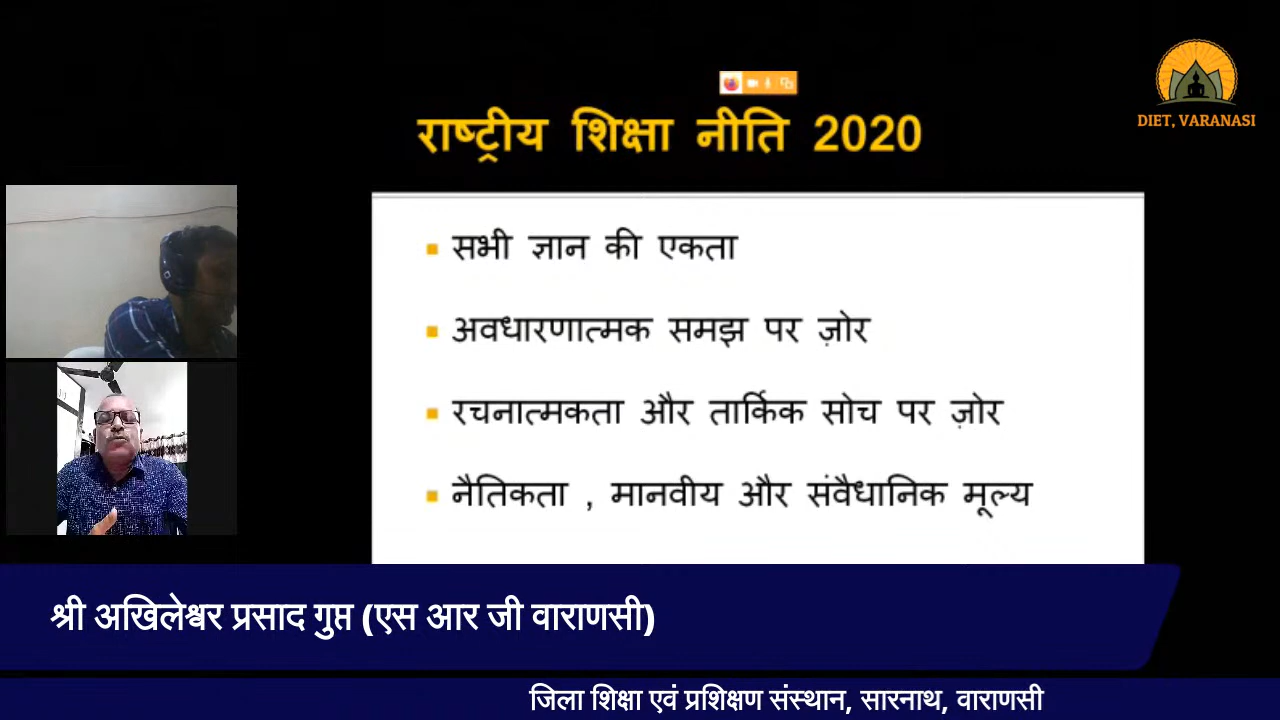 राष्ट्रीय शिक्षा नीति 2020
DIET, VARANASI
सभी ज्ञान की एकता
अवधारणात्मक समझ पर ज़ोर
रचनात्मकता और तार्किक सोच पर ज़ोर
नैतिकता , मानवीय और संवैधानिक मूल्य
श्री अखिलेश्वर प्रसाद गुप्त (एस आर जी वाराणसी)
जिला शिक्षा एवं प्रशिक्षण संस्थान, सारनाथ, वाराणसी